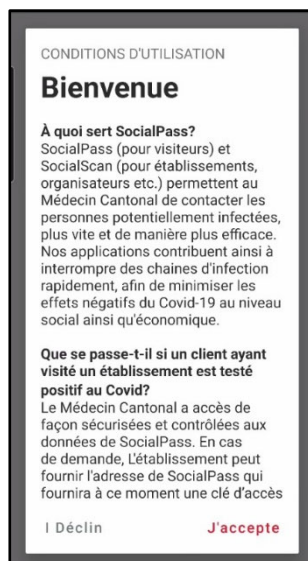 CONDITIONS D'UTILISATION
Bienvenue
À quoi sert SocialPass?
SocialPass (pour visiteurs) et
SocialScan (pour établissements,
organisateurs etc.) permettent au
Médecin Cantonal de contacter les
personnes potentiellement infectées,
plus vite et de manière plus efficace.
Nos applications contribuent ainsi à
interrompre des chaines d'infection
rapidement, afin de minimiser les
effets négatifs du Covid-19 au niveau
social ainsi qu'économique.
Que se passe-t-il si un client ayant
visité un établissement est testé
positif au Covid?
Le Médecin Cantonal a accès de
façon sécurisées et contrôlées aux
données de SocialPass. En cas
de demande, L'établissement peut
fournir l'adresse de SocialPass qui
fournira à ce moment une clé d'accès
I Déclin J'accepte